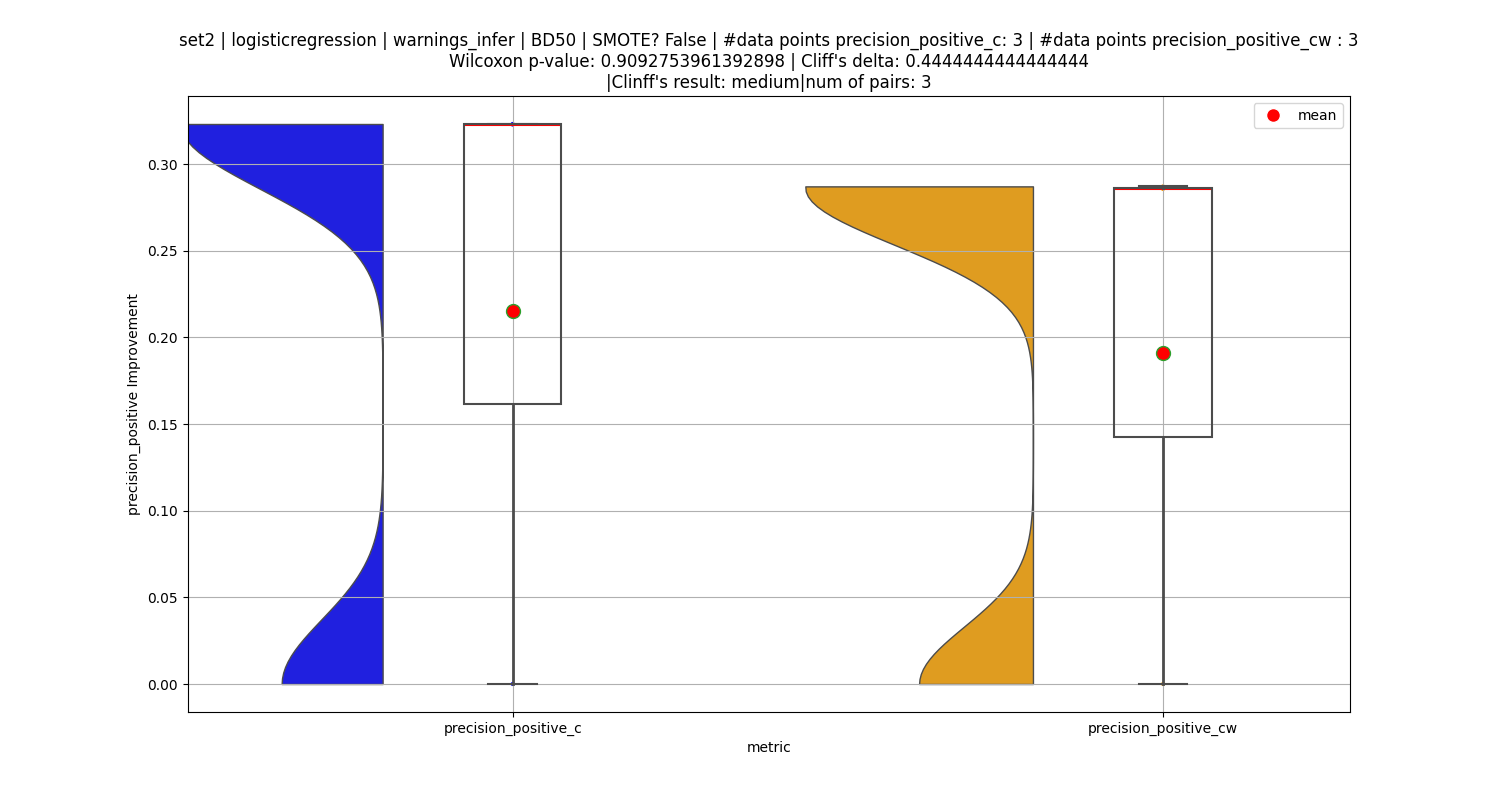 set2 | logisticregression | warnings_infer | BD50 | SMOTE? False | #data points precision_positive_c: 3 | #data points precision_positive_cw : 3
Wilcoxon p-value: 0.9092753961392898 | Cliff's delta: 0.4444444444444444
|Clinff's result: medium|num of pairs: 3
mean
0.30
0.25
0.20
0.15
0.10
0.05
0.00
precision_positive Improvement
precision_positive_c
precision_positive_cw
metric